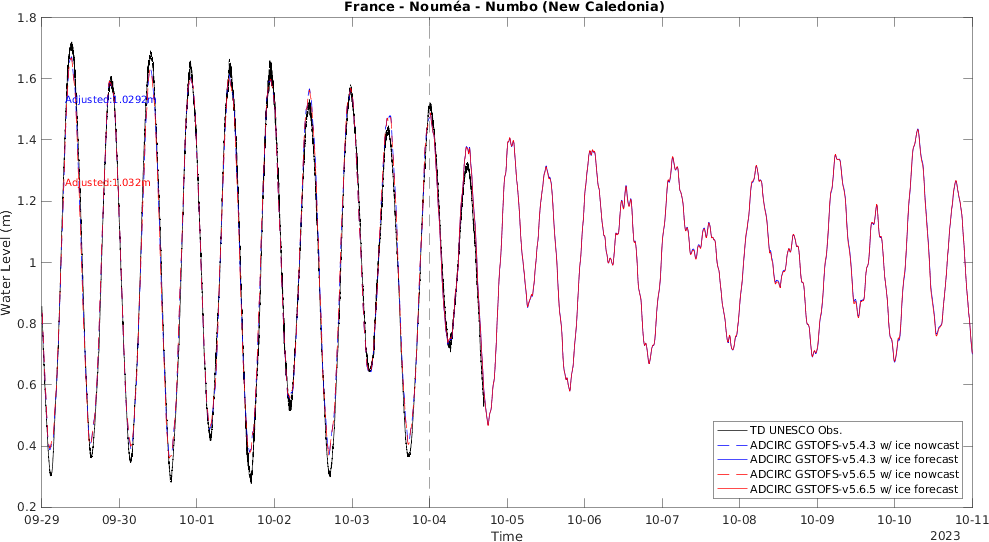 France - Nouméa - Numbo (New Caledonia)
1.8
1.6
1.4
1.2
1
0.8
0.6
0.4
0.2
Water Level (m)
Adjusted:1.0292m
Adjusted:1.032m
TD UNESCO Obs.
ADCIRC GSTOFS-v5.4.3 w/ ice nowcast
ADCIRC GSTOFS-v5.4.3 w/ ice forecast
ADCIRC GSTOFS-v5.6.5 w/ ice nowcast
ADCIRC GSTOFS-v5.6.5 w/ ice forecast
09-29 09-30 10-01 10-02 10-03 10-04 10-05 10-06 10-07 10-08 10-09 10-10 10-11
Time
2023